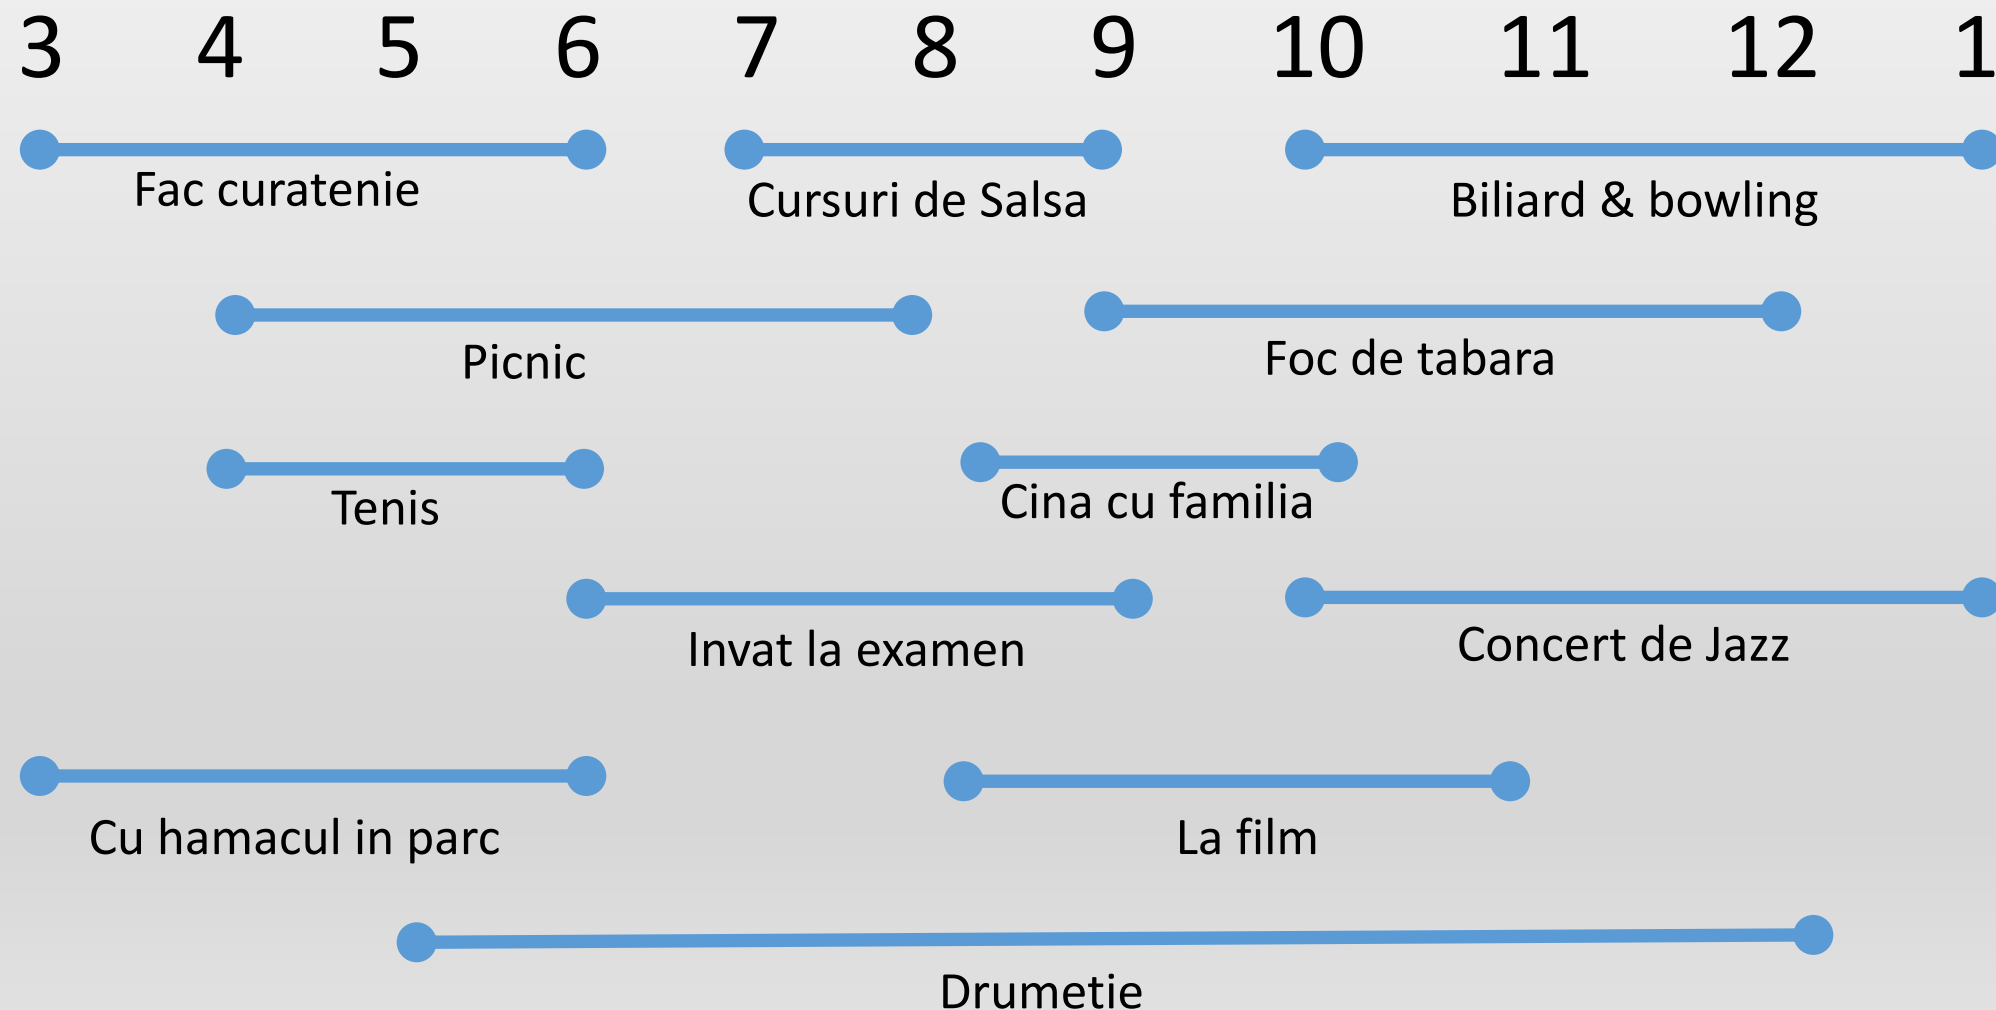 3 4 5 6 7 8 9 10 11 12 1
Fac curatenie
Cursuri de Salsa
Biliard & bowling
Picnic
Foc de tabara
Tenis
Cina cu familia
Invat la examen
Concert de Jazz
Cu hamacul in parc
La film
Drumetie